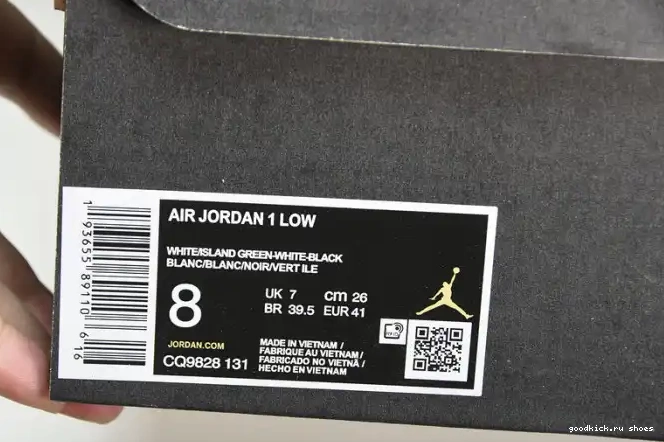 AIR JORDAN 1 LOW
WHITE/ISLAND GREEN-WHITE-BLACK
BLANC/BLANC/NOIR/VERT ILE
8
UK 7 cm 26
BR 39.5 EUR 41
JORDAN.COM
CQ9828 131
MADE IN VIETNAM /
FABRIQUE AU VIETNAM /
FABRICADO NO VIETNÃ /
HECHO EN VIETNAM
1 93655 89110 6 16
goodkick.ru shoes